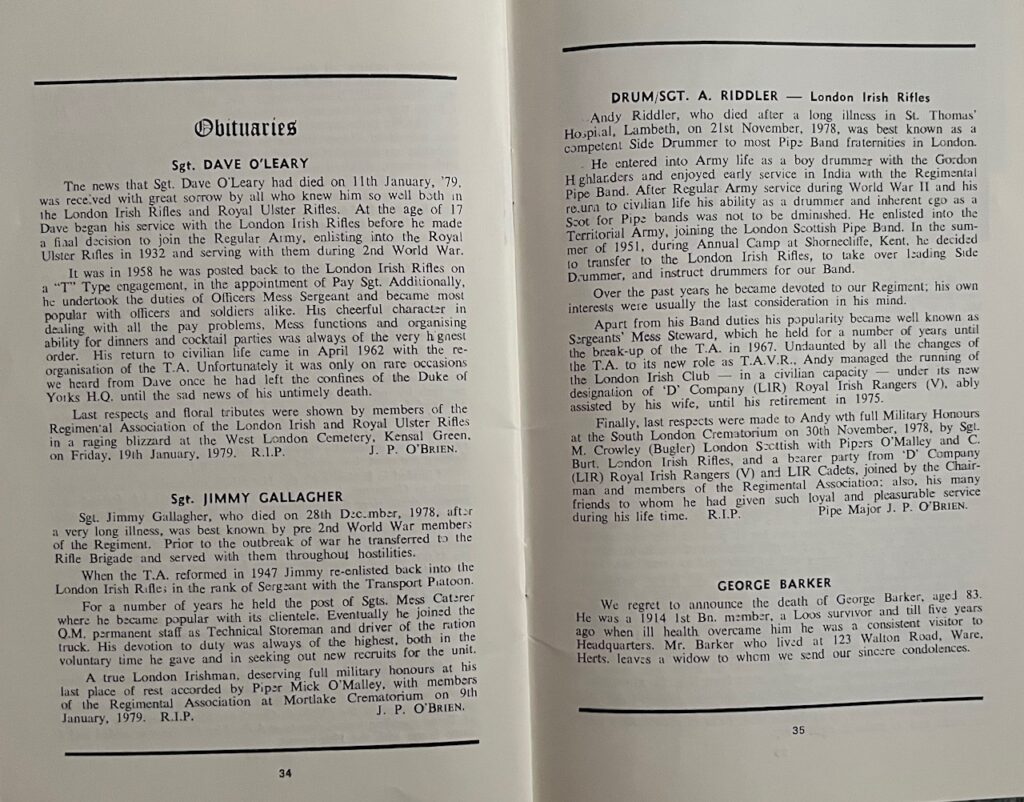 Obituaries
Sgt. DAVE O'LEARY
Tne news that Sgt. Dave O'Leary had died on 11th January, '79,
was received with great sorrow by all who knew him so well both in
the London Irish Rifles and Royal Ulster Rifles. At the age of 17
Dave began his service with the London Irish Rifles before he made
a final decision to join the Regular Army, enlisting into the Royal
Ulster Rifles in 1932 and serving with them during 2nd World War.
It was in 1958 he was posted back to the London Irish Rifles on
a "T" Type engagement, in the appointment of Pay Sgt. Additionally,
he undertook the duties of Officers Mess Sergeant and became most
popular with officers and soldiers alike. His cheerful character in
dealing with all the pay problems, Mess functions and organising
ability for dinners and cocktail parties was always of the very highest
order. His return to civilian life came in April 1962 with the re-
organisation of the T.A. Unfortunately it was only on rare occasions
we heard from Dave once he had left the confines of the Duke of
Yorks H.Q. until the sad news of his untimely death.
Last respects and floral tributes were shown by members of the
Regimental Association of the London Irish and Royal Ulster Rifles
in a raging blizzard at the West London Cemetery, Kensal Green,
on Friday, 19th January, 1979. R.I.P. J. P. O'BRIEN.
Sgt. JIMMY GALLAGHER
Sgt. Jimmy Gallagher, who died on 28th December, 1978, after
a very long illness, was best known by pre 2nd World War members
of the Regiment. Prior to the outbreak of war he transferred to the
Rifle Brigade and served with them throughout hostilities.
When the T.A. reformed in 1947 Jimmy re-enlisted back into the
London Irish Rifles in the rank of Sergeant with the Transport Platoon.
For a number of years he held the post of Sgts. Mess Caterer
where he became popular with its clientele. Eventually he joined the
Q.M. permanent staff as Technical Storeman and driver of the ration
truck. His devotion to duty was always of the highest, both in the
voluntary time he gave and in seeking out new recruits for the unit.
A true London Irishman, deserving full military honours at his
last place of rest accorded by Piper Mick O'Malley, with members
of the Regimental Association at Mortlake Crematorium on 9th
January, 1979. R.I.P. J. P. O'BRIEN.
34
DRUM/SGT. A. RIDDLER — London Irish Rifles
Andy Riddler, who died after a long illness in St. Thomas'
Hospital, Lambeth, on 21st November, 1978, was best known as a
competent Side Drummer to most Pipe Band fraternities in London.
He entered into Army life as a boy drummer with the Gordon
Highlanders and enjoyed early service in India with the Regimental
Pipe Band. After Regular Army service during World War II and his
return to civilian life his ability as a drummer and inherent ego as a
Scot for Pipe bands was not to be dminished. He enlisted into the
Territorial Army, joining the London Scottish Pipe Band. In the sum-
mer of 1951, during Annual Camp at Shorncliffe, Kent, he decided
to transfer to the London Irish Rifles, to take over leading Side
Drummer, and instruct drummers for our Band.
Over the past years he became devoted to our Regiment; his own
interests were usually the last consideration in his mind.
Apart from his Band duties his popularity became well known as
Sergeants' Mess Steward, which he held for a number of years until
the break-up of the T.A. in 1967. Undaunted by all the changes of
the T.A. to its new role as T.A.V.R., Andy managed the running of
the London Irish Club — in a civilian capacity — under its new
designation of 'D' Company (LIR) Royal Irish Rangers (V), ably
assisted by his wife, until his retirement in 1975.
Finally, last respects were made to Andy wth full Military Honours
at the South London Crematorium on 30th November, 1978, by Sgt.
M. Crowley (Bugler) London Scottish with Pipers O'Malley and C.
Burt, London Irish Rifles, and a bearer party from 'D' Company
(LIR) Royal Irish Rangers (V) and LIR Cadets, joined by the Chair-
man and members of the Regimental Association; also, his many
friends to whom he had given such loyal and pleasurable service
during his life time. R.I.P. Pipe Major J. P. O'BRIEN.
GEORGE BARKER
We regret to announce the death of George Barker, aged 83.
He was a 1914 1st Bn. member, a Loos survivor and till five years
ago when ill health overcame him he was a consistent visitor to
Headquarters. Mr. Barker who lived at 123 Walton Road, Ware,
Herts. leaves a widow to whom we send our sincere condolences.
35